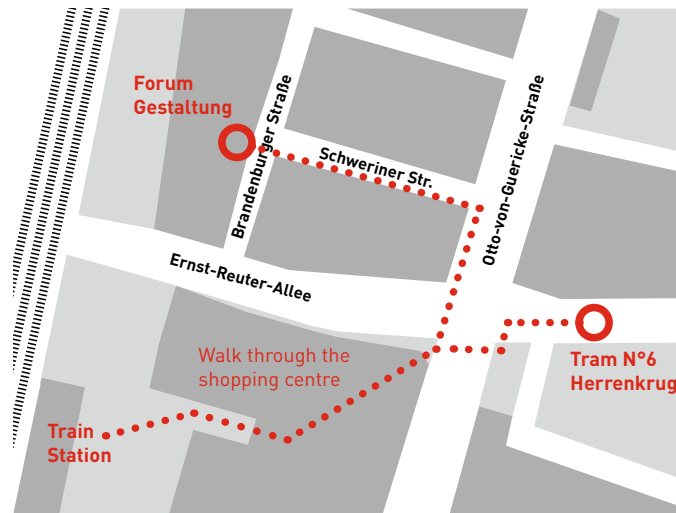 Forum
Gestaltung
Brandenburger Straße
Schweriner Str.
Otto-von-Guericke-Straße
Ernst-Reuter-Allee
Walk through the
shopping centre
Tram N°6
Herrenkrug
Train
Station